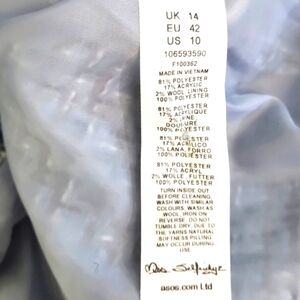 UK 14
EU 42
US 10
106593590
F100362
MADE IN VIETNAM
81% POLYESTER
17% ACRYLIC
2% WOOL LINING
100% POLYESTER
81% POLYESTER
17% ACRYLIQUE
2%
DOUBLURE
100% POLYESTER
81% POLIESTER
17% ACRILICO
2% LANA FORRO
100% POLIESTER
81% POLYESTER
17% ACRYL
2% WOLLE FUTTER
100% POLYESTER
TURN INSIDE OUT
BEFORE CLEANING.
WASH WITH SIMILAR
COLOURS. WASH AS
WOOL, IRON ON
REVERSE. DO NOT
TUMBLE DRY. DUE TO
THE YARNS NATURAL
SOFTNESS PILLING
MAY OCCUR DURING
USE.
Miss Selfridge
asos.com Ltd